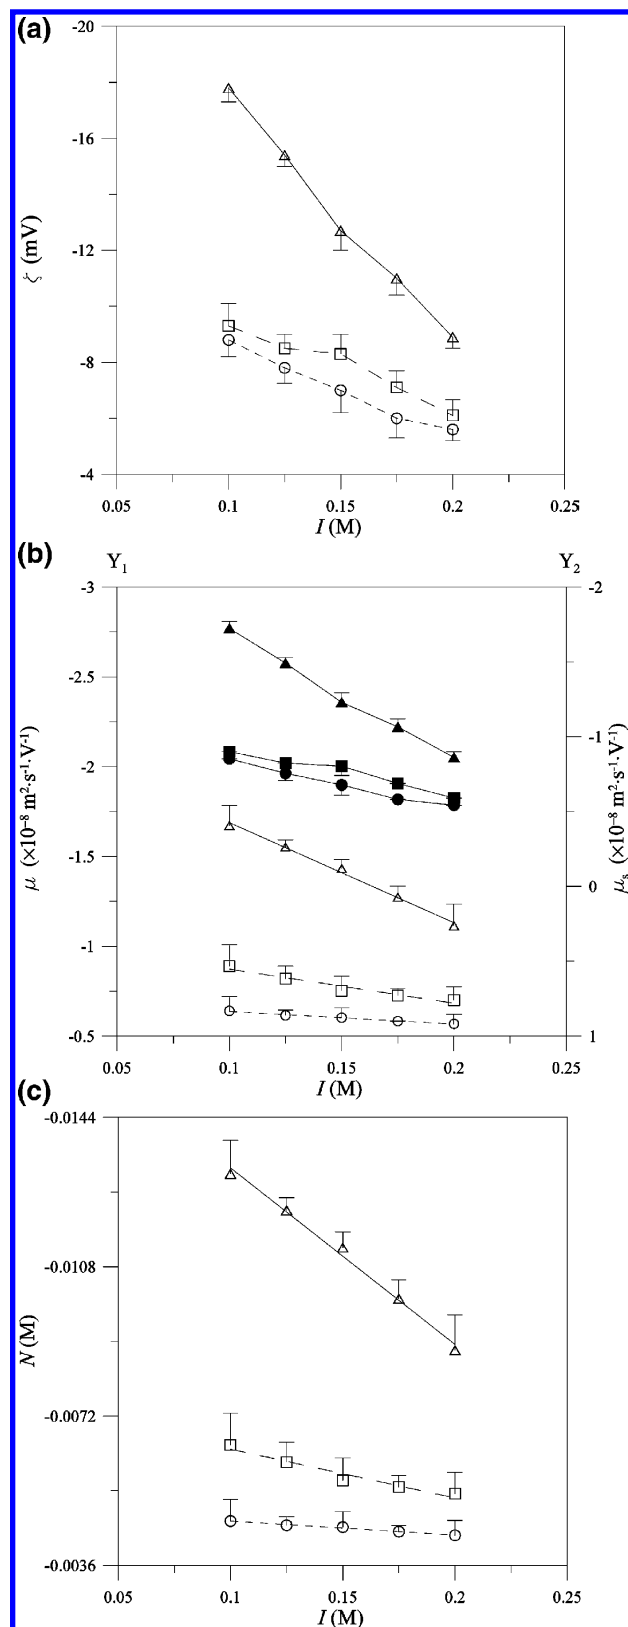 (a)
-20
-16
-12
-8
-4
ζ (mV)
0.05 0.1 0.15 0.2 0.25
I (M)
(b)
Y1 Y2
-3 -2
-2.5
-1
-2
-1.5
0
-1
-0.5 1
μ (×10⁻⁸ m²·s⁻¹·V⁻¹)
μs (×10⁻⁸ m²·s⁻¹·V⁻¹)
0.05 0.1 0.15 0.2 0.25
I (M)
(c)
-0.0144
-0.0108
-0.0072
-0.0036
N (M)
0.05 0.1 0.15 0.2 0.25
I (M)